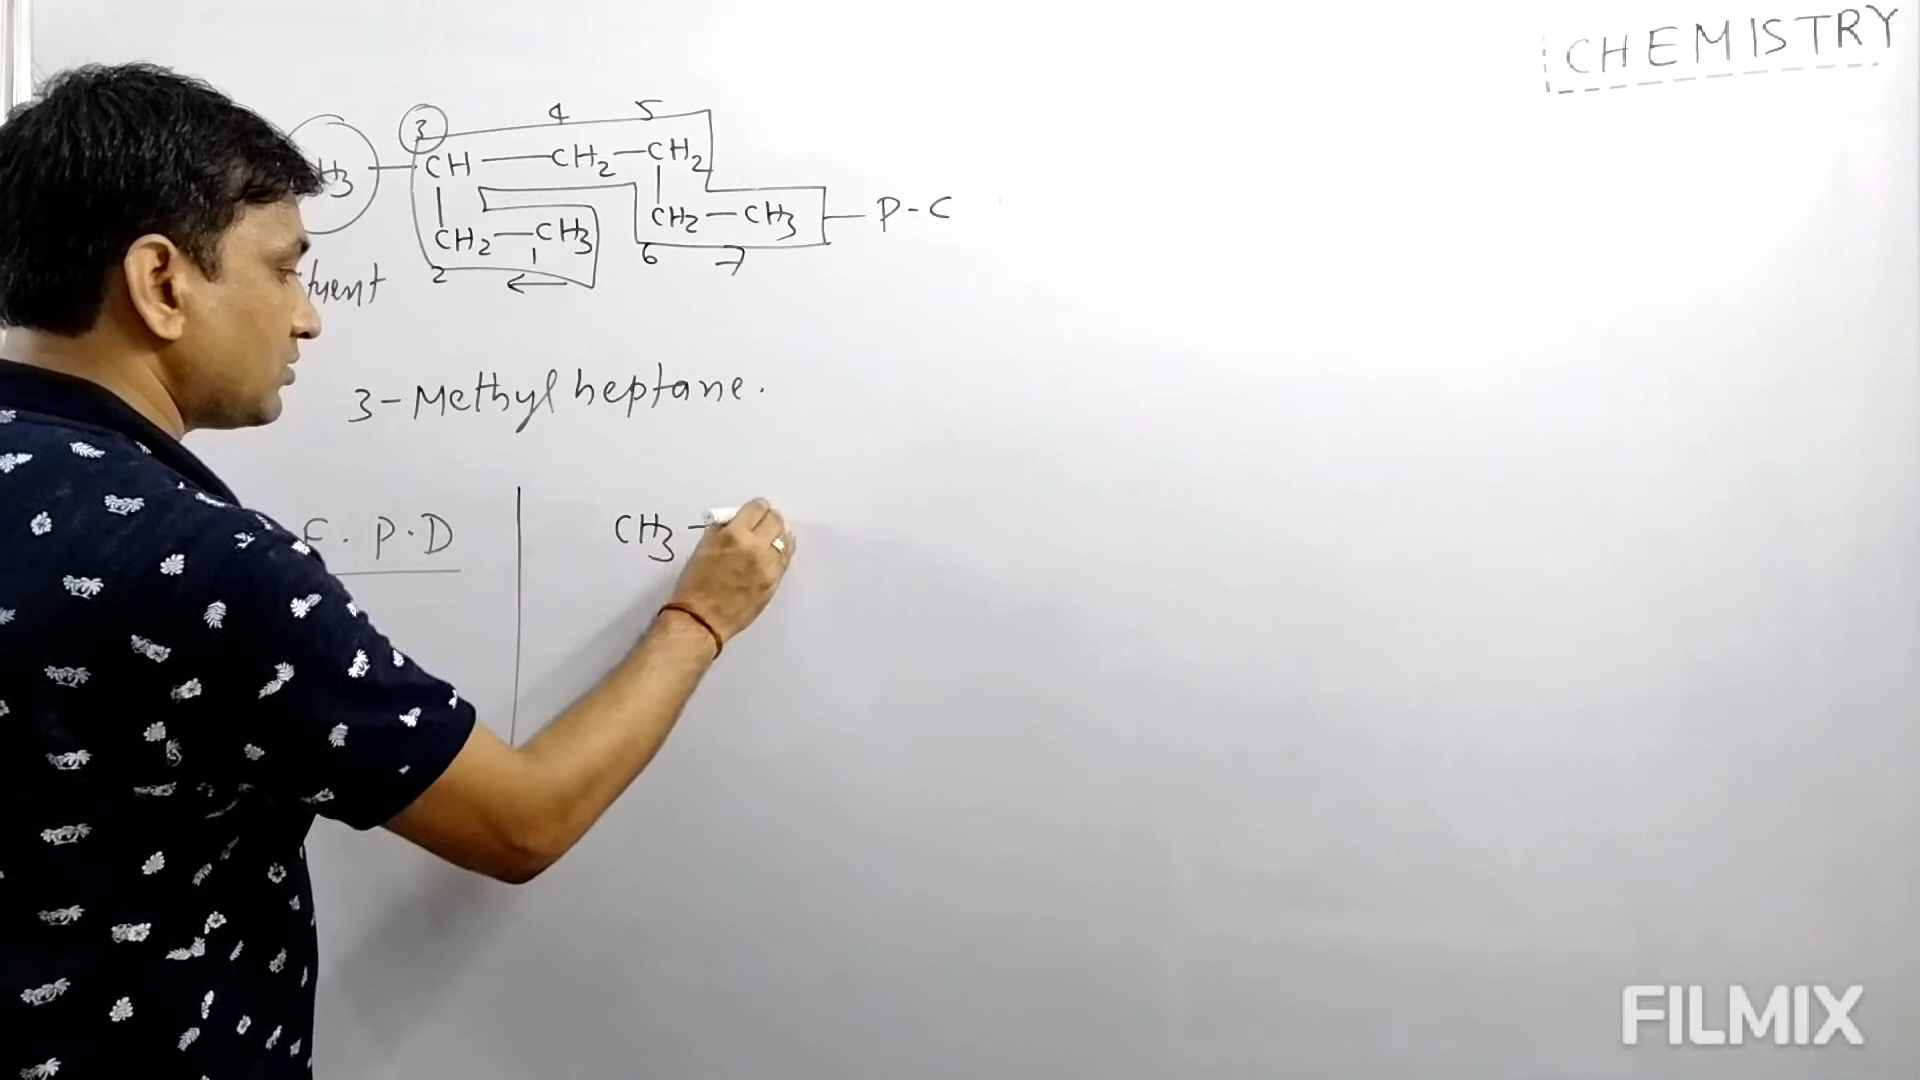 CHEMISTRY
3 4 5
H3 — CH — CH2 — CH2
CH2 — CH3 CH2 — CH3 — P-C
2 1 ← 6 7
3-Methyl heptane.
P.D
CH3 —
FILMIX